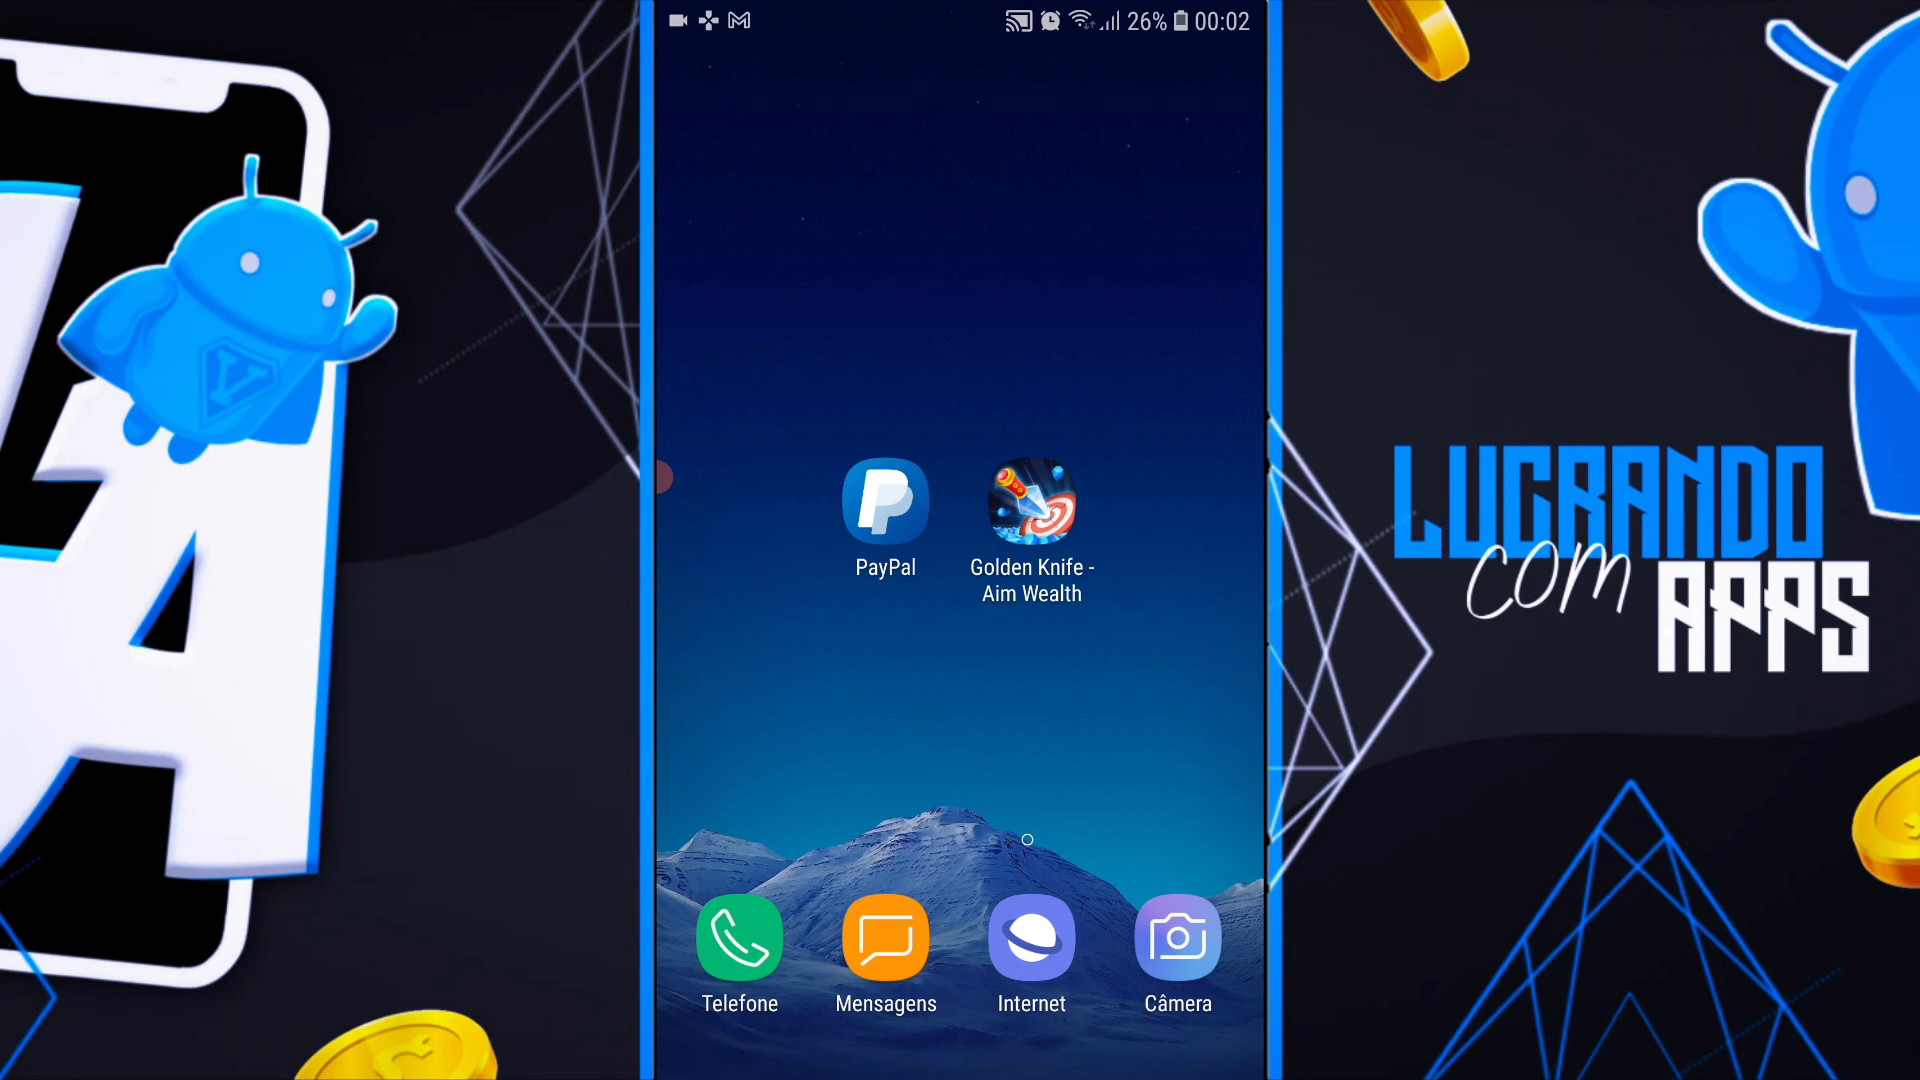 26% 00:02
PayPal
Golden Knife -
Aim Wealth
Telefone
Mensagens
Internet
Câmera
LUCRANDO
com
APPS